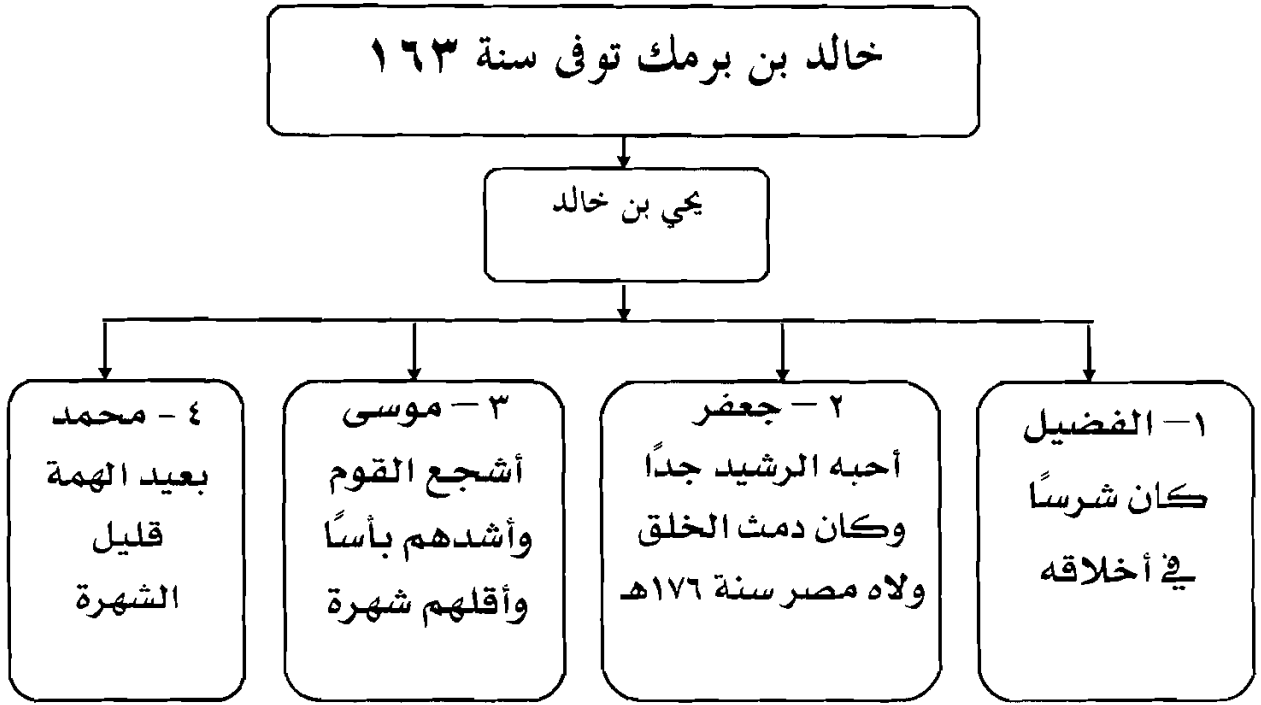 خالد بن برمك توفى سنة ١٦٣
يحي بن خالد
١- الفضيل
كان شرسًا
في أخلاقه
٢ - جعفر
أحبه الرشيد جدًا
وكان دمث الخلق
ولاه مصر سنة ١٧٦هـ
٣ - موسى
أشجع القوم
وأشدهم بأسًا
وأقلهم شهرة
٤ - محمد
بعيد الهمة
قليل
الشهرة